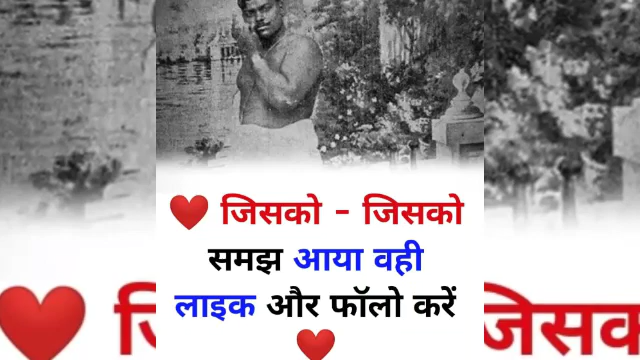 ❤️ जिसको - जिसको
समझ आया वही
लाइक और फॉलो करें
❤️